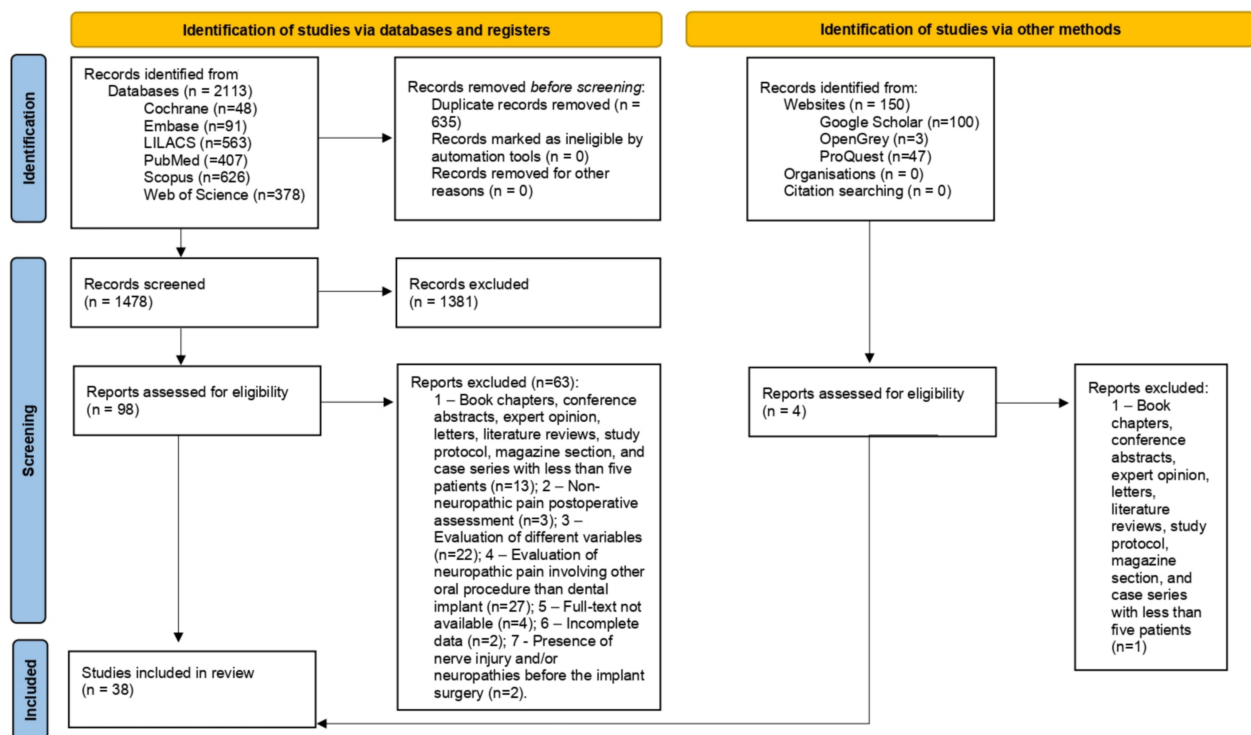 Identification of studies via databases and registers
Identification of studies via other methods
Identification
Records identified from
Databases (n = 2113)
Cochrane (n=48)
Embase (n=91)
LILACS (n=563)
PubMed (=407)
Scopus (n=626)
Web of Science (n=378)
Records removed before screening:
Duplicate records removed (n =
635)
Records marked as ineligible by
automation tools (n = 0)
Records removed for other
reasons (n = 0)
Records identified from:
Websites (n = 150)
Google Scholar (n=100)
OpenGrey (n=3)
ProQuest (n=47)
Organisations (n = 0)
Citation searching (n = 0)
Screening
Records screened
(n = 1478)
Records excluded
(n = 1381)
Reports assessed for eligibility
(n = 98)
Reports excluded (n=63):
1 – Book chapters, conference
abstracts, expert opinion,
letters, literature reviews, study
protocol, magazine section, and
case series with less than five
patients (n=13); 2 – Non-
neuropathic pain postoperative
assessment (n=3); 3 –
Evaluation of different variables
(n=22); 4 – Evaluation of
neuropathic pain involving other
oral procedure than dental
implant (n=27); 5 – Full-text not
available (n=4); 6 – Incomplete
data (n=2); 7 - Presence of
nerve injury and/or
neuropathies before the implant
surgery (n=2).
Reports assessed for eligibility
(n = 4)
Reports excluded:
1 – Book
chapters,
conference
abstracts,
expert opinion,
letters,
literature
reviews, study
protocol,
magazine
section, and
case series
with less than
five patients
(n=1)
Included
Studies included in review
(n = 38)